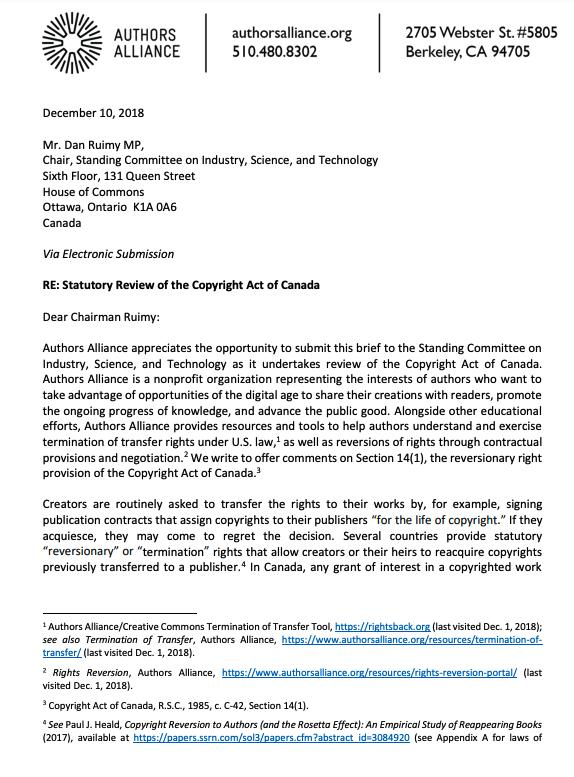 AUTHORS
ALLIANCE
authorsalliance.org
510.480.8302
2705 Webster St. #5805
Berkeley, CA 94705
December 10, 2018
Mr. Dan Ruimy MP,
Chair, Standing Committee on Industry, Science, and Technology
Sixth Floor, 131 Queen Street
House of Commons
Ottawa, Ontario  K1A 0A6
Canada
Via Electronic Submission
RE: Statutory Review of the Copyright Act of Canada
Dear Chairman Ruimy:
Authors Alliance appreciates the opportunity to submit this brief to the Standing Committee on
Industry, Science, and Technology as it undertakes review of the Copyright Act of Canada.
Authors Alliance is a nonprofit organization representing the interests of authors who want to
take advantage of opportunities of the digital age to share their creations with readers, promote
the ongoing progress of knowledge, and advance the public good. Alongside other educational
efforts, Authors Alliance provides resources and tools to help authors understand and exercise
termination of transfer rights under U.S. law,¹ as well as reversions of rights through contractual
provisions and negotiation.² We write to offer comments on Section 14(1), the reversionary right
provision of the Copyright Act of Canada.³
Creators are routinely asked to transfer the rights to their works by, for example, signing
publication contracts that assign copyrights to their publishers “for the life of copyright.” If they
acquiesce, they may come to regret the decision. Several countries provide statutory
“reversionary” or “termination” rights that allow creators or their heirs to reacquire copyrights
previously transferred to a publisher.⁴ In Canada, any grant of interest in a copyrighted work
¹ Authors Alliance/Creative Commons Termination of Transfer Tool, https://rightsback.org (last visited Dec. 1, 2018);
see also Termination of Transfer, Authors Alliance, https://www.authorsalliance.org/resources/termination-of-
transfer/ (last visited Dec. 1, 2018).
² Rights Reversion, Authors Alliance, https://www.authorsalliance.org/resources/rights-reversion-portal/ (last
visited Dec. 1, 2018).
³ Copyright Act of Canada, R.S.C., 1985, c. C-42, Section 14(1).
⁴ See Paul J. Heald, Copyright Reversion to Authors (and the Rosetta Effect): An Empirical Study of Reappearing Books
(2017), available at https://papers.ssrn.com/sol3/papers.cfm?abstract_id=3084920 (see Appendix A for laws of